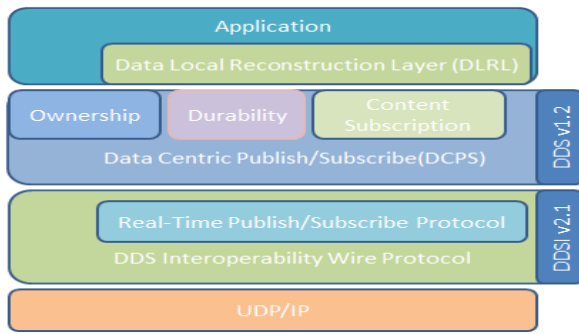 Application
Data Local Reconstruction Layer (DLRL)
Ownership
Durability
Content
Subscription
Data Centric Publish/Subscribe(DCPS)
DDS v1.2
Real-Time Publish/Subscribe Protocol
DDS Interoperability Wire Protocol
DDSI v2.1
UDP/IP